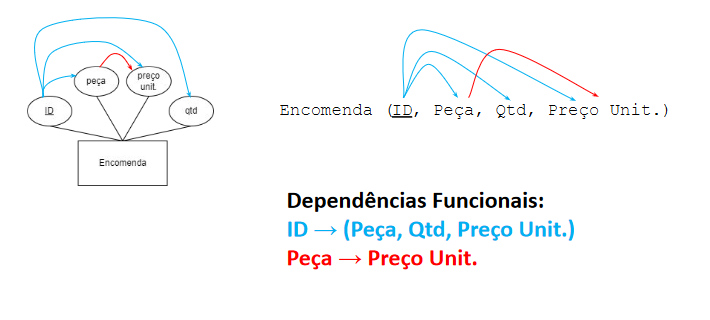 peça
preço
unit.
ID
qtd
Encomenda
Encomenda (ID, Peça, Qtd, Preço Unit.)
Dependências Funcionais:
ID → (Peça, Qtd, Preço Unit.)
Peça → Preço Unit.